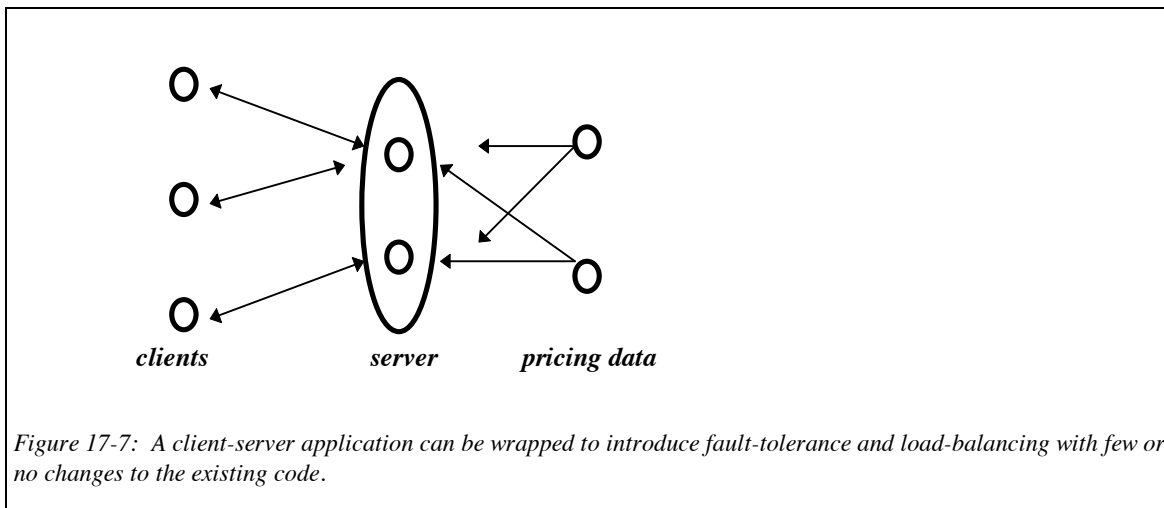 clients server pricing data
Figure 17-7: A client-server application can be wrapped to introduce fault-tolerance and load-balancing with few or
no changes to the existing code.